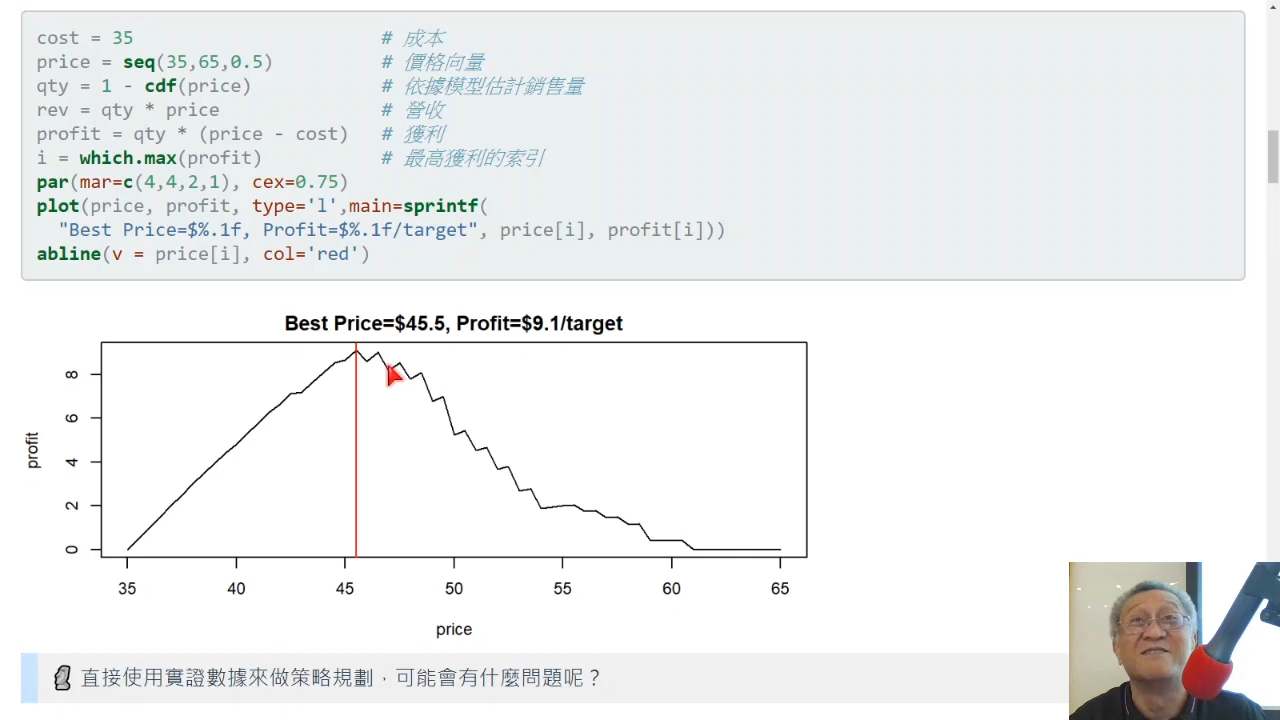 cost = 35 # 成本
price = seq(35,65,0.5) # 價格向量
qty = 1 - cdf(price) # 依據模型估計銷售量
rev = qty * price # 營收
profit = qty * (price - cost) # 獲利
i = which.max(profit) # 最高獲利的索引
par(mar=c(4,4,2,1), cex=0.75)
plot(price, profit, type='l',main=sprintf(
"Best Price=$%.1f, Profit=$%.1f/target", price[i], profit[i]))
abline(v = price[i], col='red')
Best Price=$45.5, Profit=$9.1/target
profit
8
6
4
2
0
35 40 45 50 55 60 65
price
直接使用實證數據來做策略規劃，可能會有什麼問題呢？